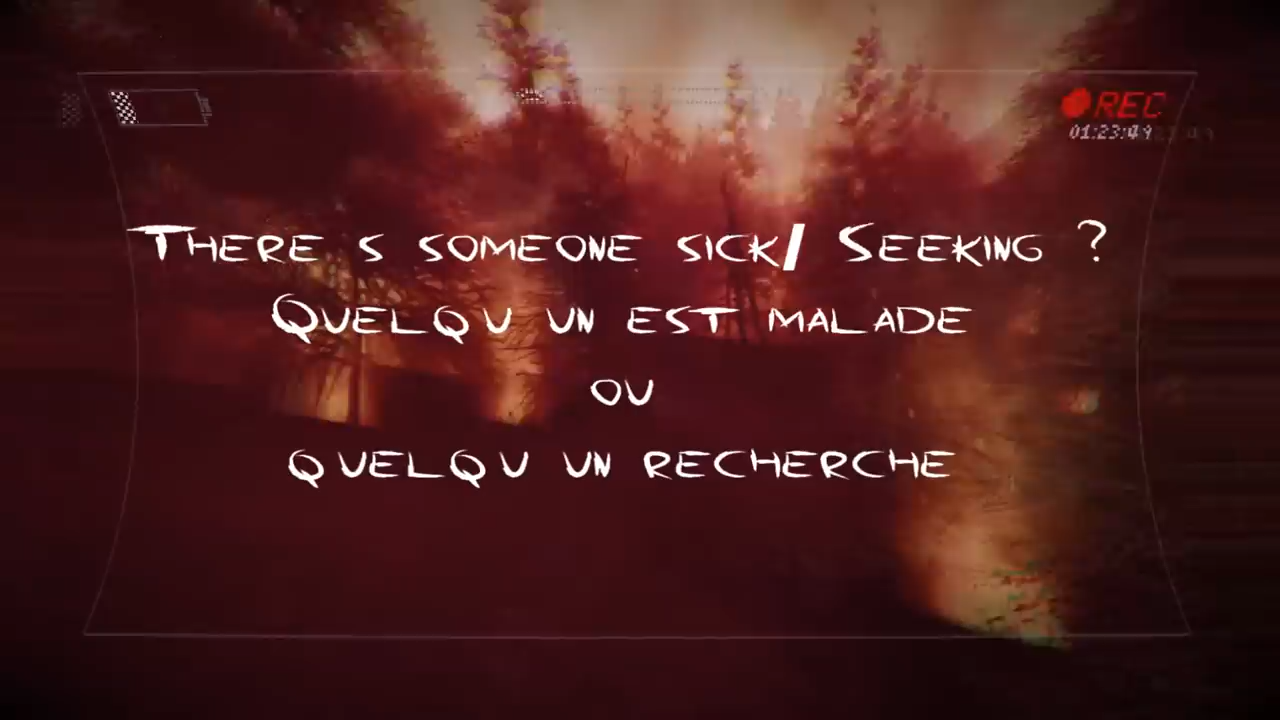 REC
01:23:49
THERE S SOMEONE SICK/ SEEKING ?
QUELQU UN EST MALADE
OU
QUELQU UN RECHERCHE